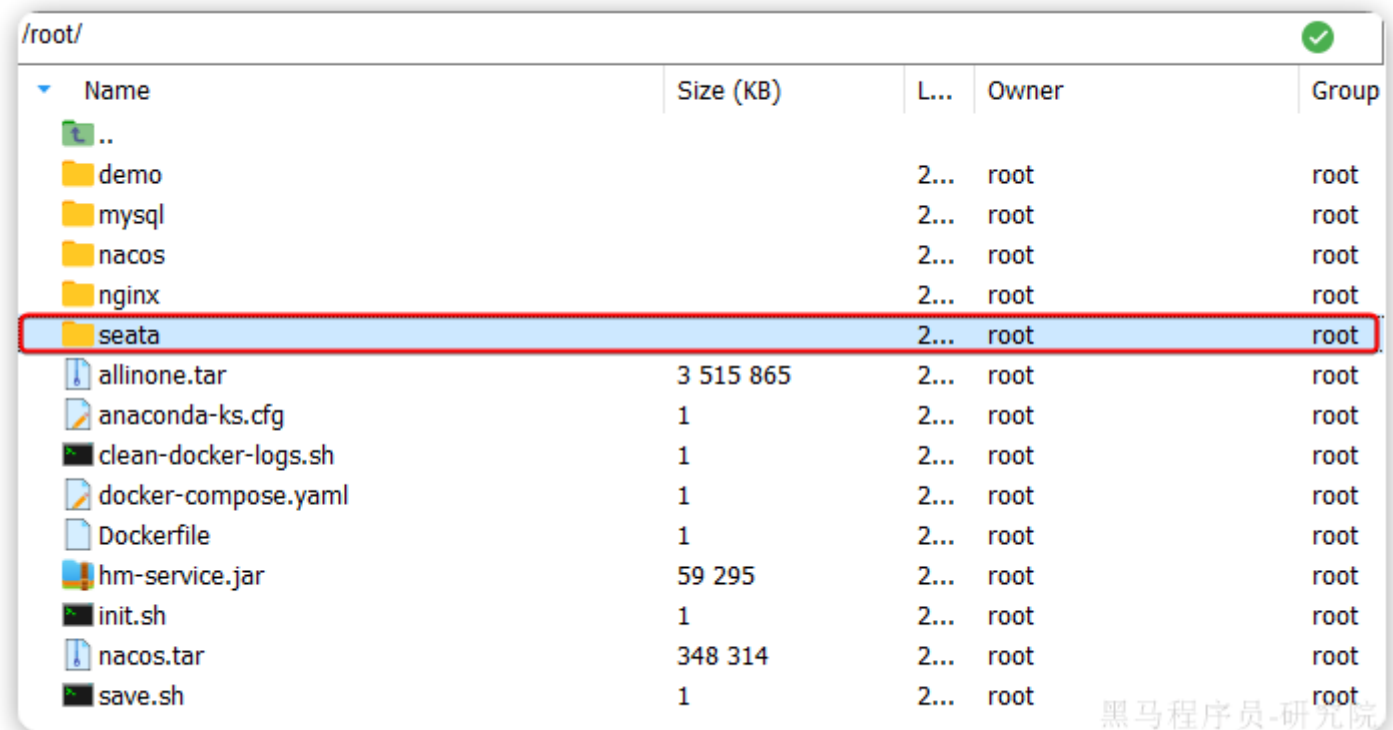 /root/
Name Size (KB) L... Owner Group
..
demo 2... root root
mysql 2... root root
nacos 2... root root
nginx 2... root root
seata 2... root root
allinone.tar 3 515 865 2... root root
anaconda-ks.cfg 1 2... root root
clean-docker-logs.sh 1 2... root root
docker-compose.yaml 1 2... root root
Dockerfile 1 2... root root
hm-service.jar 59 295 2... root root
init.sh 1 2... root root
nacos.tar 348 314 2... root root
save.sh 1 2... root root
黑马程序员-研究院